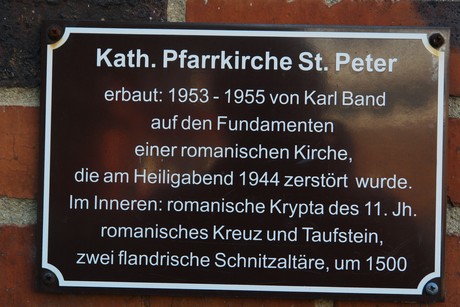 Kath. Pfarrkirche St. Peter
erbaut: 1953 - 1955 von Karl Band
auf den Fundamenten
einer romanischen Kirche,
die am Heiligabend 1944 zerstört wurde.
Im Inneren: romanische Krypta des 11. Jh.
romanisches Kreuz und Taufstein,
zwei flandrische Schnitzaltäre, um 1500